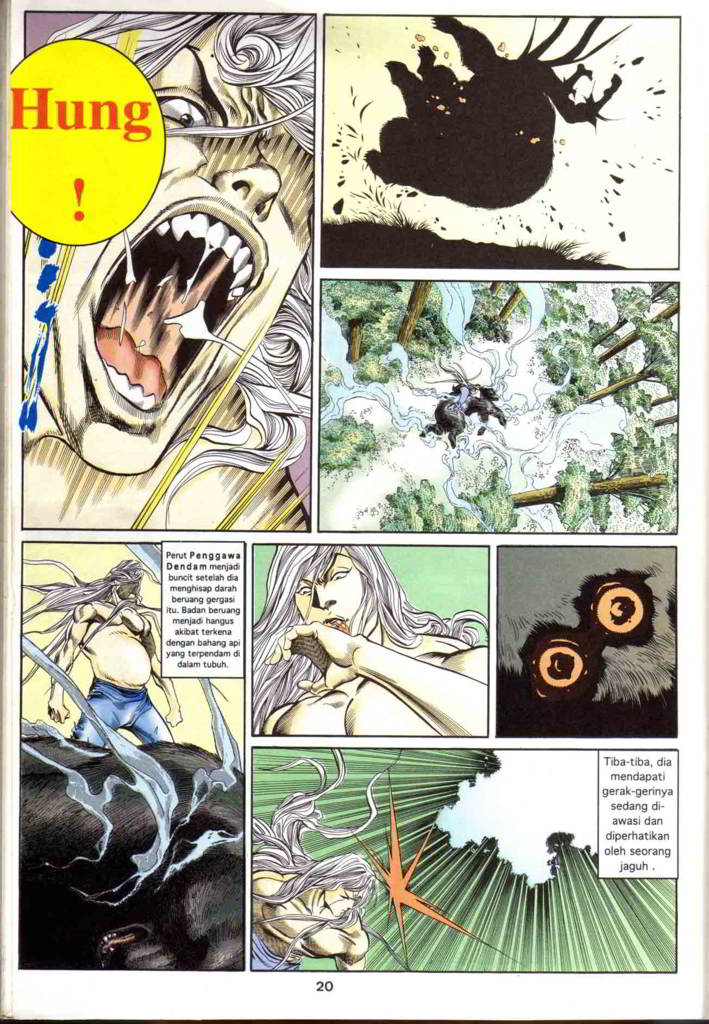 Hung
!
Perut Penggawa
Dendam menjadi
buncit setelah dia
menghisap darah
beruang gergasi
itu. Badan beruang
menjadi hangus
akibat terkena
dengan bahang api
yang terpendam di
dalam tubuh.
Tiba-tiba, dia
mendapati
gerak-gerinya
sedang di-
awasi dan
diperhatikan
oleh seorang
jaguh .
20